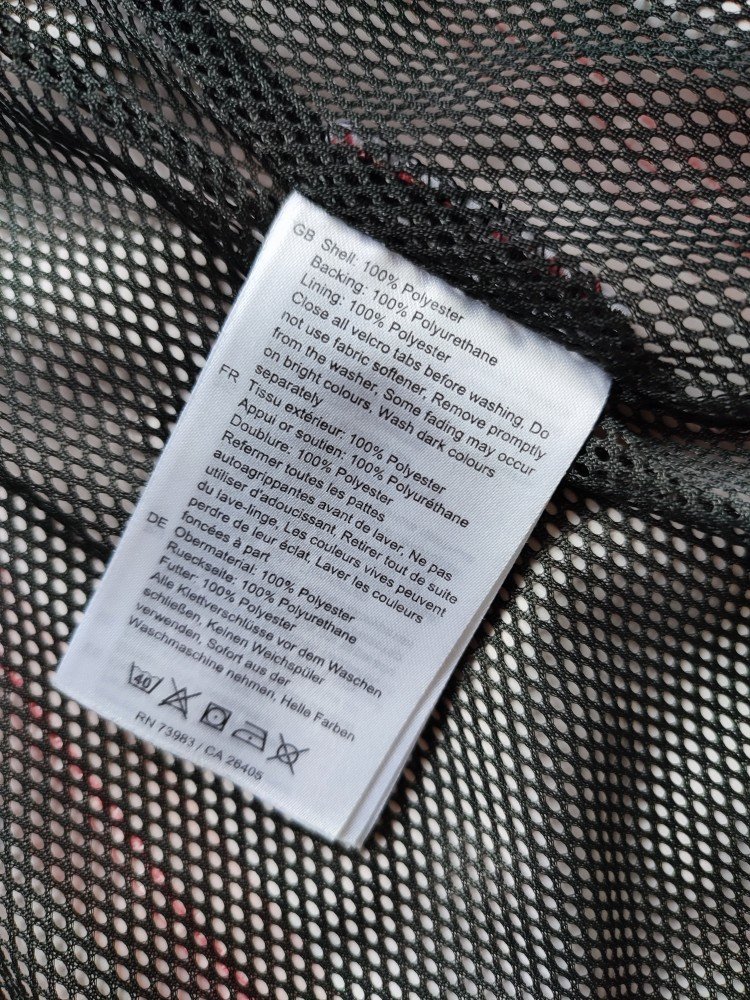 GB Shell: 100% Polyester
Backing: 100% Polyurethane
Lining: 100% Polyester
Close all velcro tabs before washing. Do
not use fabric softener, Remove promptly
from the washer. Some fading may occur
on bright colours. Wash dark colours
separately
FR Tissu extérieur: 100% Polyester
Appui or soutien: 100% Polyuréthane
Doublure: 100% Polyester
Refermer toutes les pattes
autoagrippantes avant de laver, Ne pas
utiliser d'adoucissant, Retirer tout de suite
du lave-linge, Les couleurs vives peuvent
perdre de leur éclat, Laver les couleurs
foncées à part
DE Obermaterial: 100% Polyester
Rueckseite: 100% Polyurethane
Futter: 100% Polyester
Alle Klettverschlüsse vor dem Waschen
schließen, Keinen Weichspüler
verwenden, Sofort aus der
Waschmaschine nehmen, Helle Farben
40
RN 73983 / CA 26405